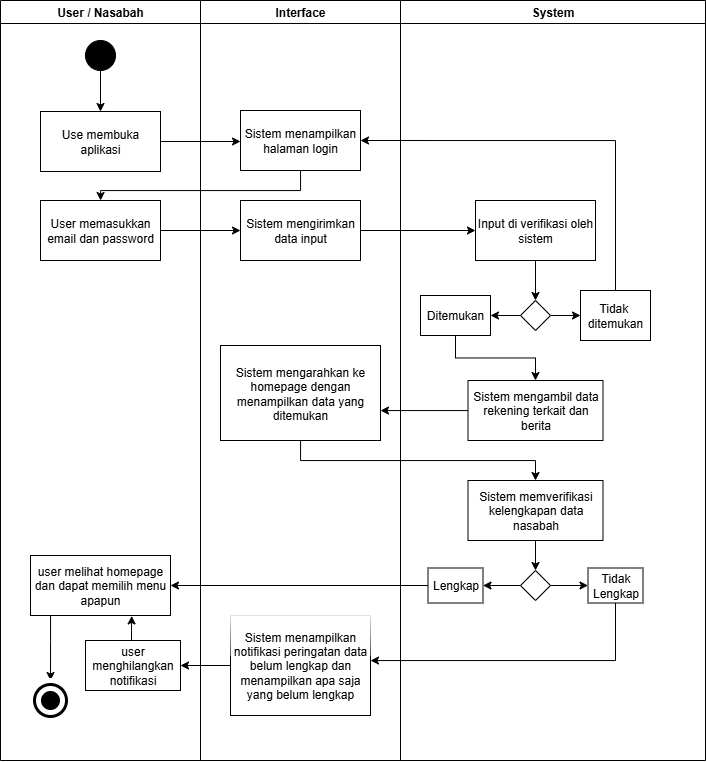 User / Nasabah
Interface
System
Use membuka
aplikasi
Sistem menampilkan
halaman login
User memasukkan
email dan password
Sistem mengirimkan
data input
Input di verifikasi oleh
sistem
Ditemukan
Tidak
ditemukan
Sistem mengarahkan ke
homepage dengan
menampilkan data yang
ditemukan
Sistem mengambil data
rekening terkait dan
berita
Sistem memverifikasi
kelengkapan data
nasabah
user melihat homepage
dan dapat memilih menu
apapun
Lengkap
Tidak
Lengkap
user
menghilangkan
notifikasi
Sistem menampilkan
notifikasi peringatan data
belum lengkap dan
menampilkan apa saja
yang belum lengkap